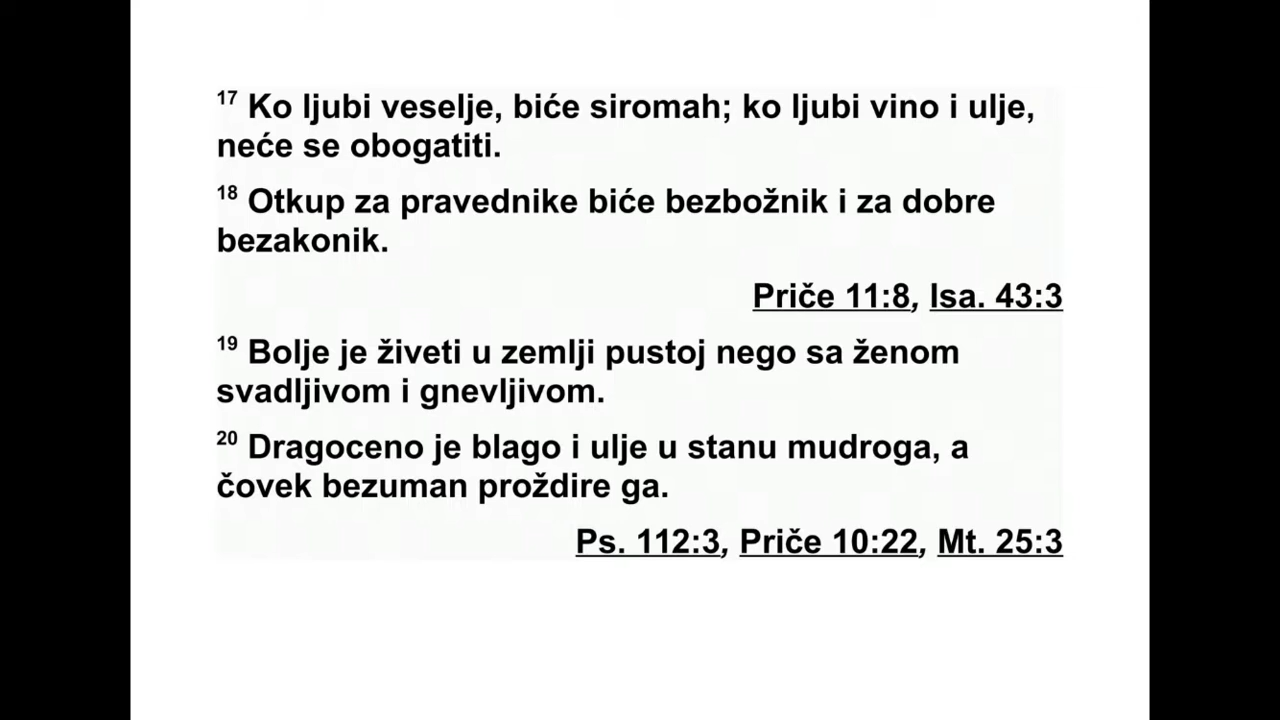 17 Ko ljubi veselje, biće siromah; ko ljubi vino i ulje,
neće se obogatiti.
18 Otkup za pravednike biće bezbožnik i za dobre
bezakonik.
Priče 11:8, Isa. 43:3
19 Bolje je živeti u zemlji pustoj nego sa ženom
svadljivom i gnevljivom.
20 Dragoceno je blago i ulje u stanu mudroga, a
čovek bezuman proždire ga.
Ps. 112:3, Priče 10:22, Mt. 25:3